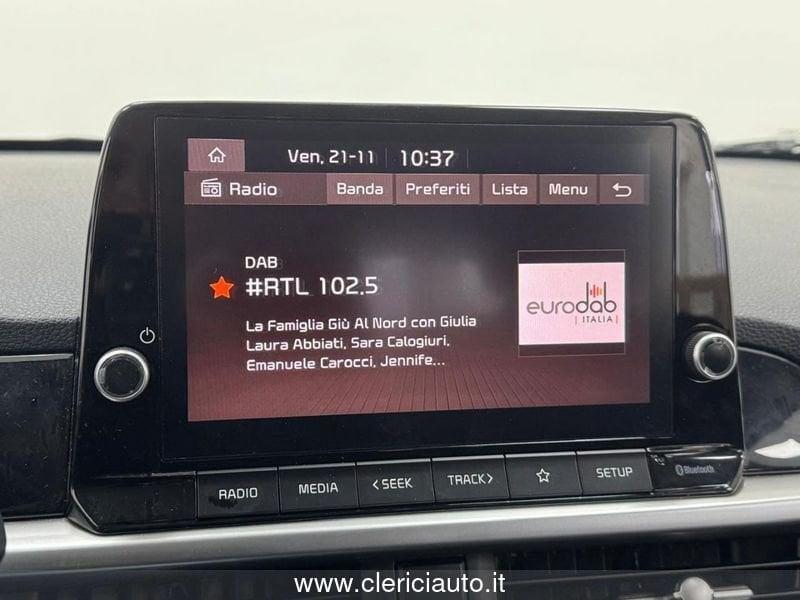 Ven, 21-11 10:37
Radio Banda Preferiti Lista Menu
DAB
#RTL 102.5
La Famiglia Giù Al Nord con Giulia
Laura Abbiati, Sara Calogiuri,
Emanuele Carocci, Jennife...
eurodab
| ITALIA |
RADIO MEDIA <SEEK TRACK> SETUP Bluetooth
www.clericiauto.it